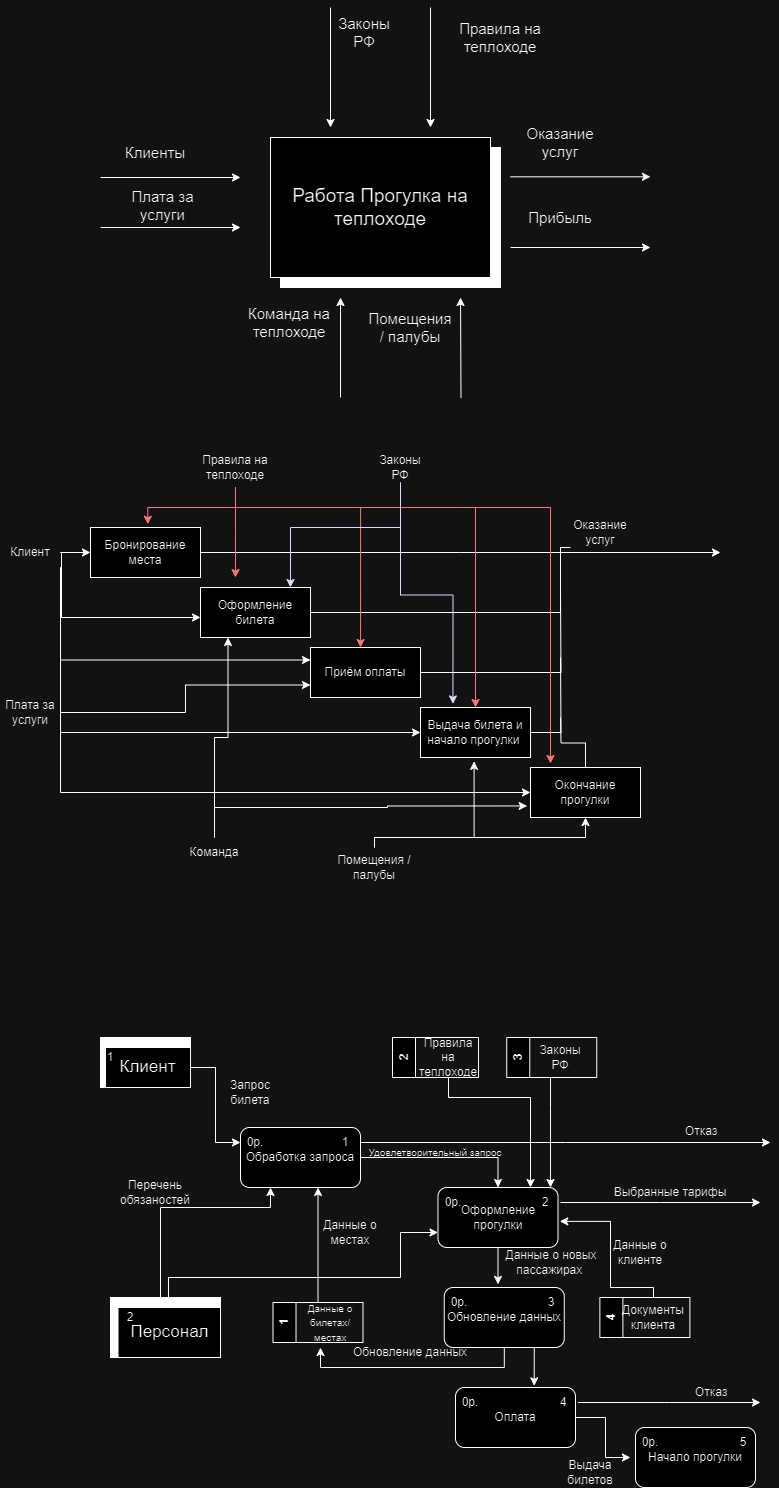 Законы
РФ
Правила на
теплоходе
Клиенты
Плата за
услуги
Работа Прогулка на
теплоходе
Оказание
услуг
Прибыль
Команда на
теплоходе
Помещения
/ палубы
Правила на
теплоходе
Законы
РФ
Клиент
Бронирование
места
Оказание
услуг
Оформление
билета
Приём оплаты
Плата за
услуги
Выдача билета и
начало прогулки
Окончание
прогулки
Команда
Помещения /
палубы
1
Клиент
2
Правила
на
теплоходе
3
Законы
РФ
Запрос
билета
0р.
1
Обработка запроса
Отказ
Удовлетворительный запрос
Перечень
обязаностей
0р.
2
Оформление
прогулки
Выбранные тарифы
Данные о
местах
Данные о новых
пассажирах
Данные о
клиенте
2
Персонал
1
Данные о
билетах/
местах
0р.
3
Обновление данных
4
Документы
клиента
Обновление данных
0р.
4
Оплата
Отказ
Выдача
билетов
0р.
5
Начало прогулки